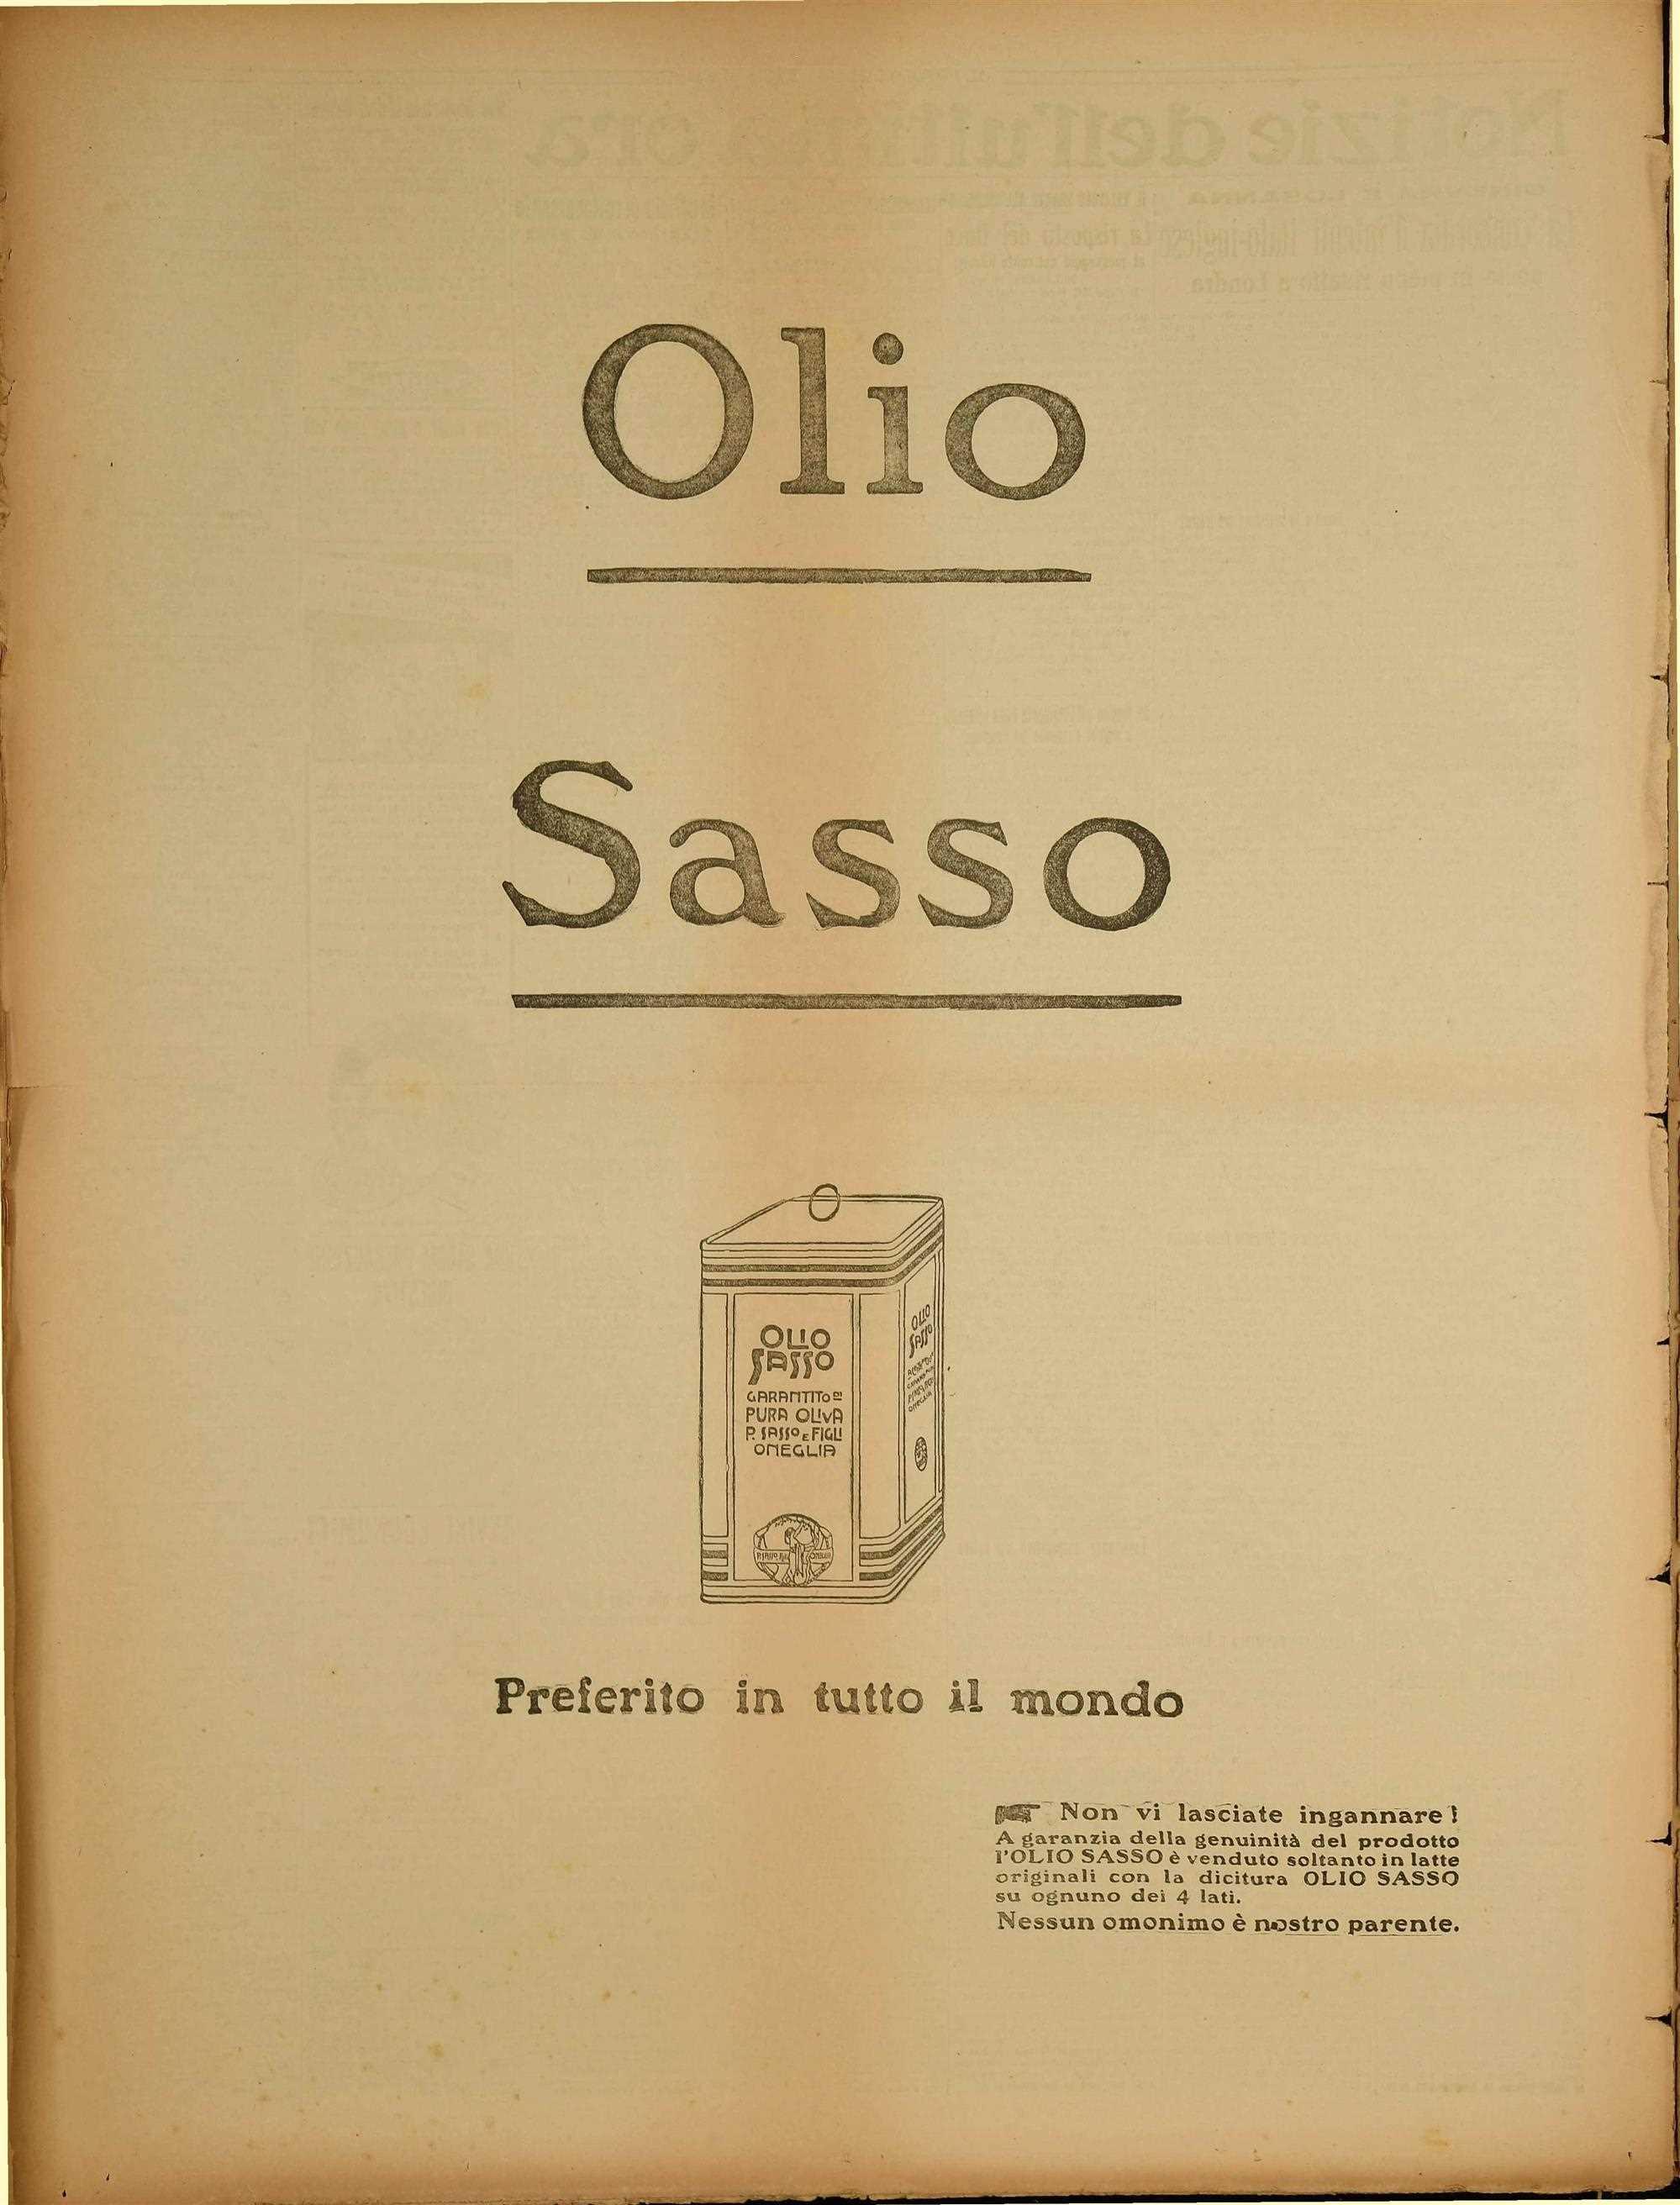 Olio
Sasso
OLIO
SASSO
GARANTITO DI
PURA OLIVA
P. SASSO E FIGLI
ONEGLIA
OLIO
SASSO
Preferito in tutto il mondo
Non vi lasciate ingannare!
A garanzia della genuinità del prodotto
l'OLIO SASSO è venduto soltanto in latte
originali con la dicitura OLIO SASSO
su ognuno dei 4 lati.
Nessun omonimo è nostro parente.